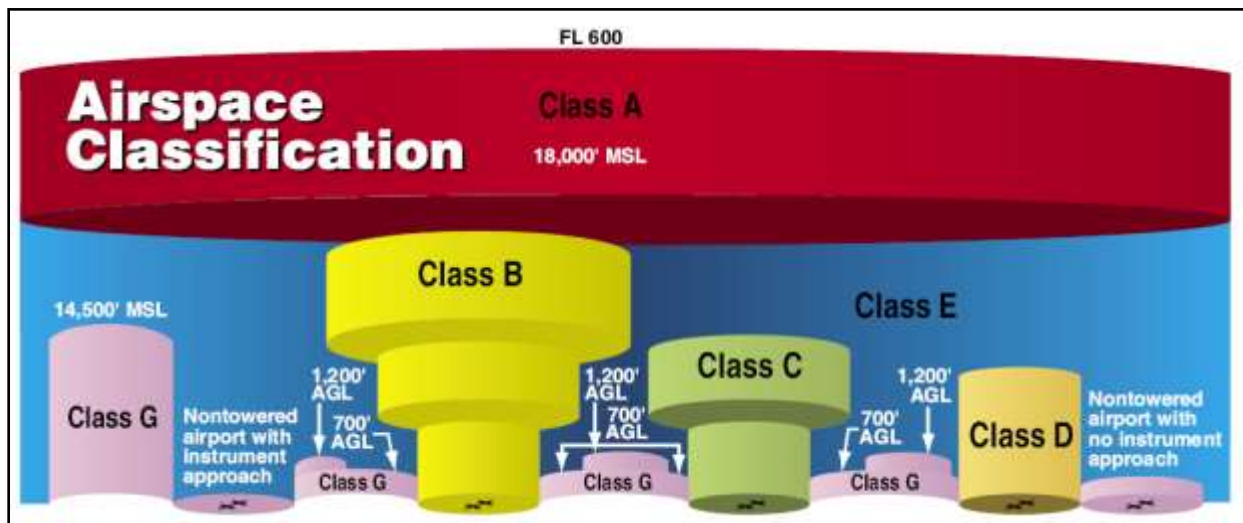 FL 600
Airspace
Classification
Class A
18,000' MSL
Class B
14,500' MSL
Class E
Class C
1,200'
AGL
1,200'
AGL
1,200'
AGL
Class G
Nontowered
airport with
instrument
approach
700'
AGL
700'
AGL
700'
AGL
Class D
Nontowered
airport with
no instrument
approach
Class G
Class G
Class G